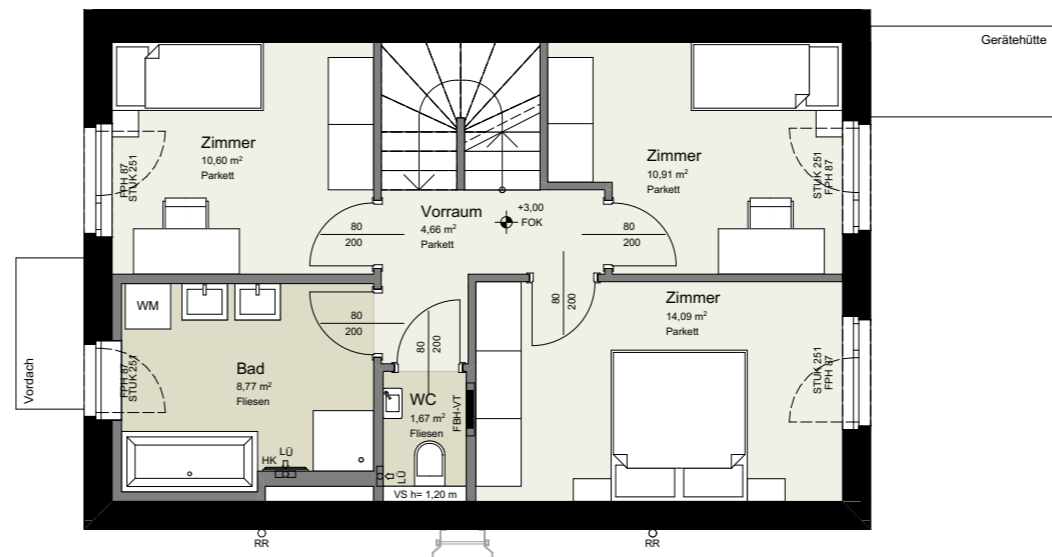 Gerätehütte
Zimmer
10,60 m²
Parkett
FPH 87
STUK 251
Zimmer
10,91 m²
Parkett
STUK 251
FPH 87
Vorraum
4,66 m²
Parkett
+3,00
FOK
80
200
80
200
80
200
80
200
80
200
Zimmer
14,09 m²
Parkett
STUK 251
FPH 87
WM
Bad
8,77 m²
Fliesen
FPH 87
STUK 251
Vordach
WC
1,67 m²
Fliesen
FBH-VT
HK
LÜ
LÜ
VS h= 1,20 m
RR
RR